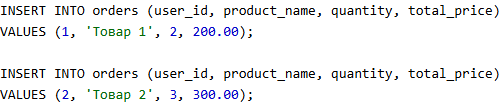 INSERT INTO orders (user_id, product_name, quantity, total_price)
VALUES (1, 'Товар 1', 2, 200.00);
INSERT INTO orders (user_id, product_name, quantity, total_price)
VALUES (2, 'Товар 2', 3, 300.00);